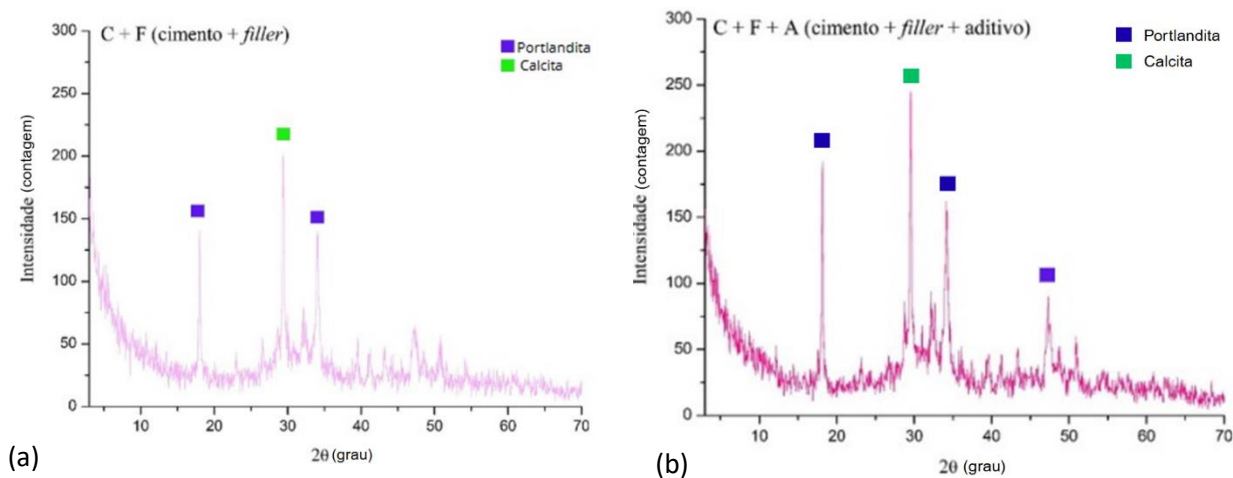 C + F (cimento + filler)
Portlandita
Calcita
300
250
200
150
100
50
0
Intensidade (contagem)
10
20
30
40
50
60
70
2θ (grau)
(a)
C + F + A (cimento + filler + aditivo)
Portlandita
Calcita
300
250
200
150
100
50
0
Intensidade (contagem)
10
20
30
40
50
60
70
2θ (grau)
(b)